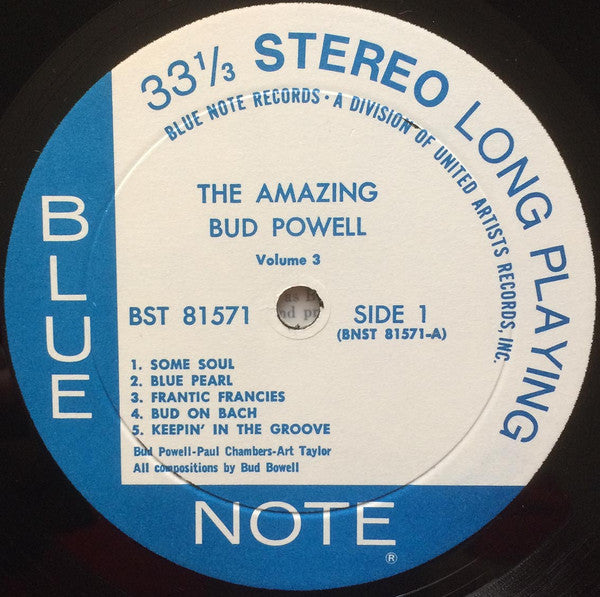 33⅓ STEREO LONG PLAYING
BLUE NOTE RECORDS • A DIVISION OF UNITED ARTISTS RECORDS, INC.
THE AMAZING
BUD POWELL
Volume 3
BST 81571
SIDE 1
(BNST 81571-A)
1. SOME SOUL
2. BLUE PEARL
3. FRANTIC FRANCIES
4. BUD ON BACH
5. KEEPIN' IN THE GROOVE
Bud Powell-Paul Chambers-Art Taylor
All compositions by Bud Bowell
BLUE
NOTE®